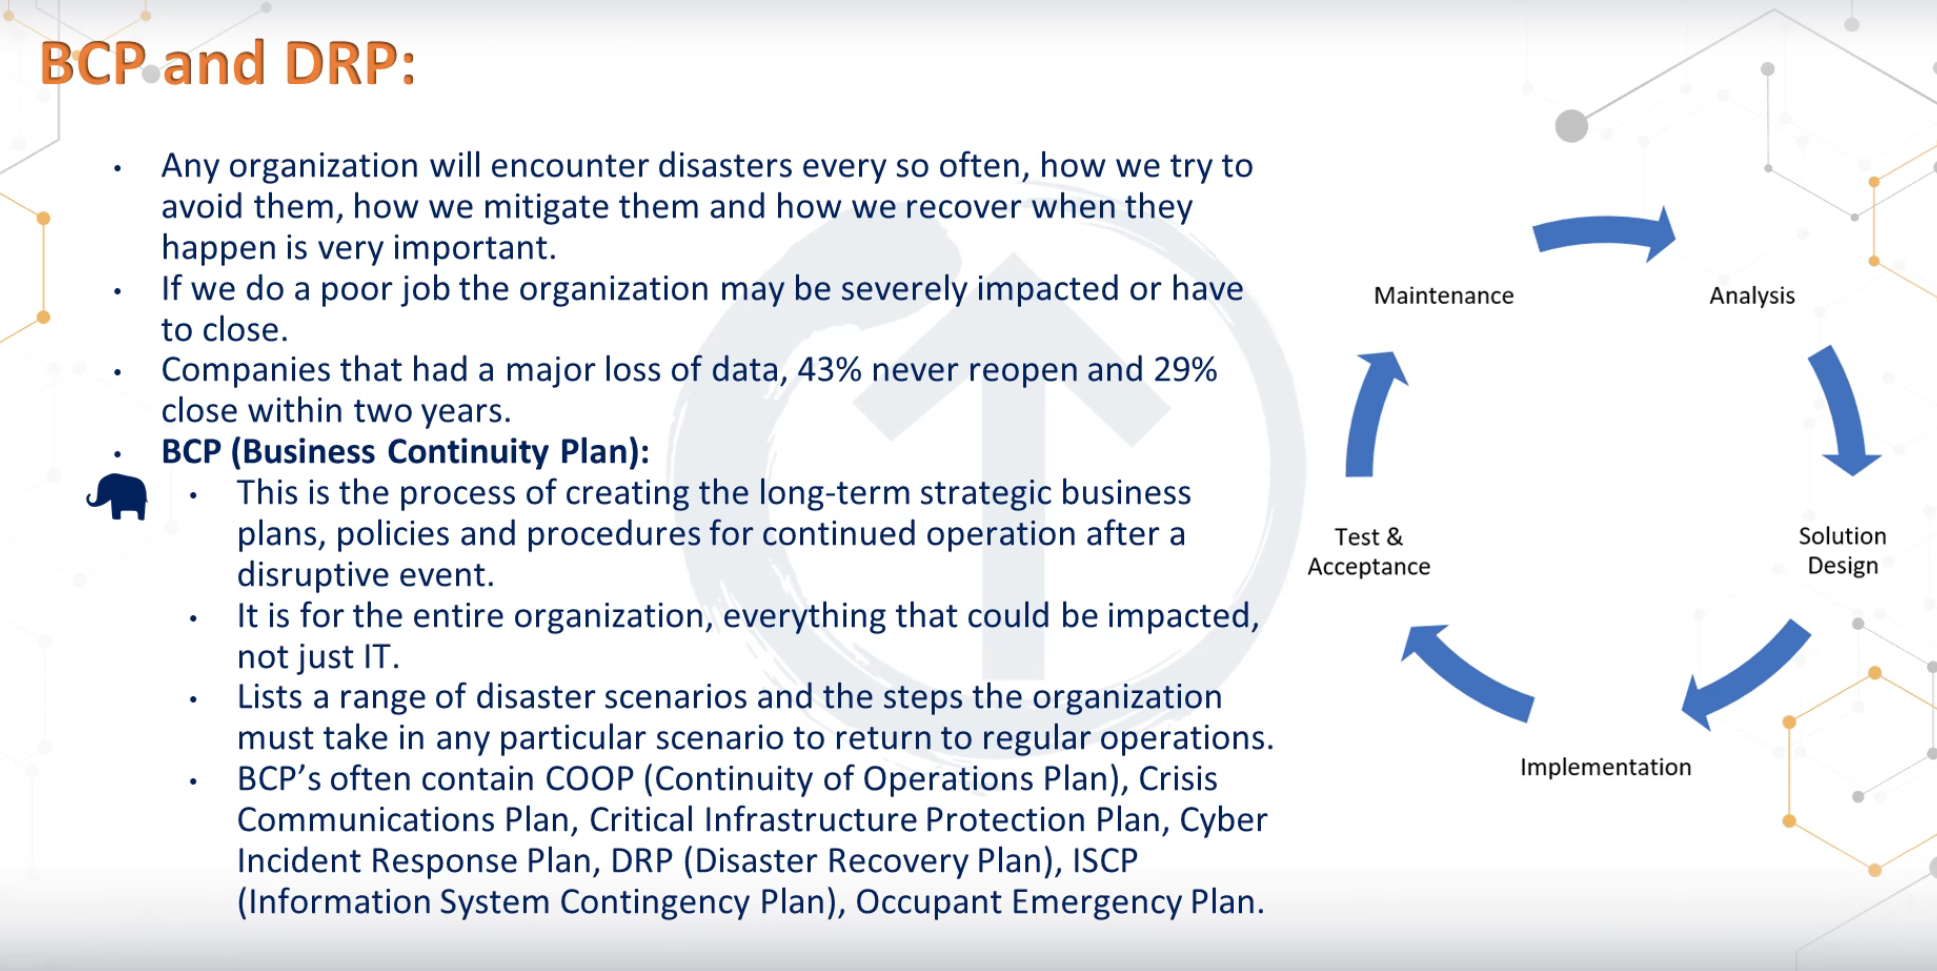 BCP and DRP:
• Any organization will encounter disasters every so often, how we try to
avoid them, how we mitigate them and how we recover when they
happen is very important.
• If we do a poor job the organization may be severely impacted or have
to close.
• Companies that had a major loss of data, 43% never reopen and 29%
close within two years.
• BCP (Business Continuity Plan):
• This is the process of creating the long-term strategic business
plans, policies and procedures for continued operation after a
disruptive event.
• It is for the entire organization, everything that could be impacted,
not just IT.
• Lists a range of disaster scenarios and the steps the organization
must take in any particular scenario to return to regular operations.
• BCP’s often contain COOP (Continuity of Operations Plan), Crisis
Communications Plan, Critical Infrastructure Protection Plan, Cyber
Incident Response Plan, DRP (Disaster Recovery Plan), ISCP
(Information System Contingency Plan), Occupant Emergency Plan.
Maintenance
Analysis
Solution
Design
Implementation
Test &
Acceptance